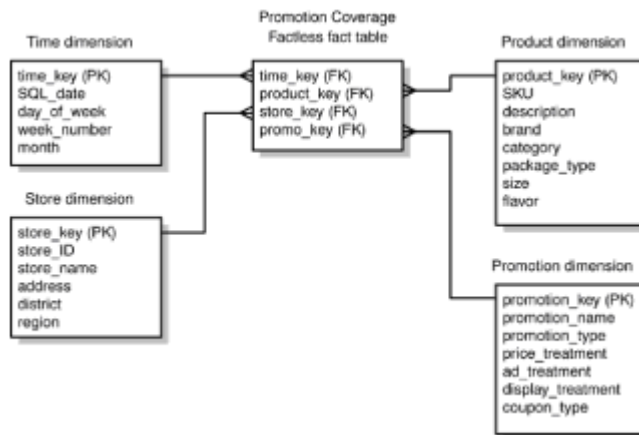 Promotion Coverage
Factless fact table
Time dimension
time_key (PK)
SQL_date
day_of_week
week_number
month
time_key (FK)
product_key (FK)
store_key (FK)
promo_key (FK)
Product dimension
product_key (PK)
SKU
description
brand
category
package_type
size
flavor
Store dimension
store_key (PK)
store_ID
store_name
address
district
region
Promotion dimension
promotion_key (PK)
promotion_name
promotion_type
price_treatment
ad_treatment
display_treatment
coupon_type